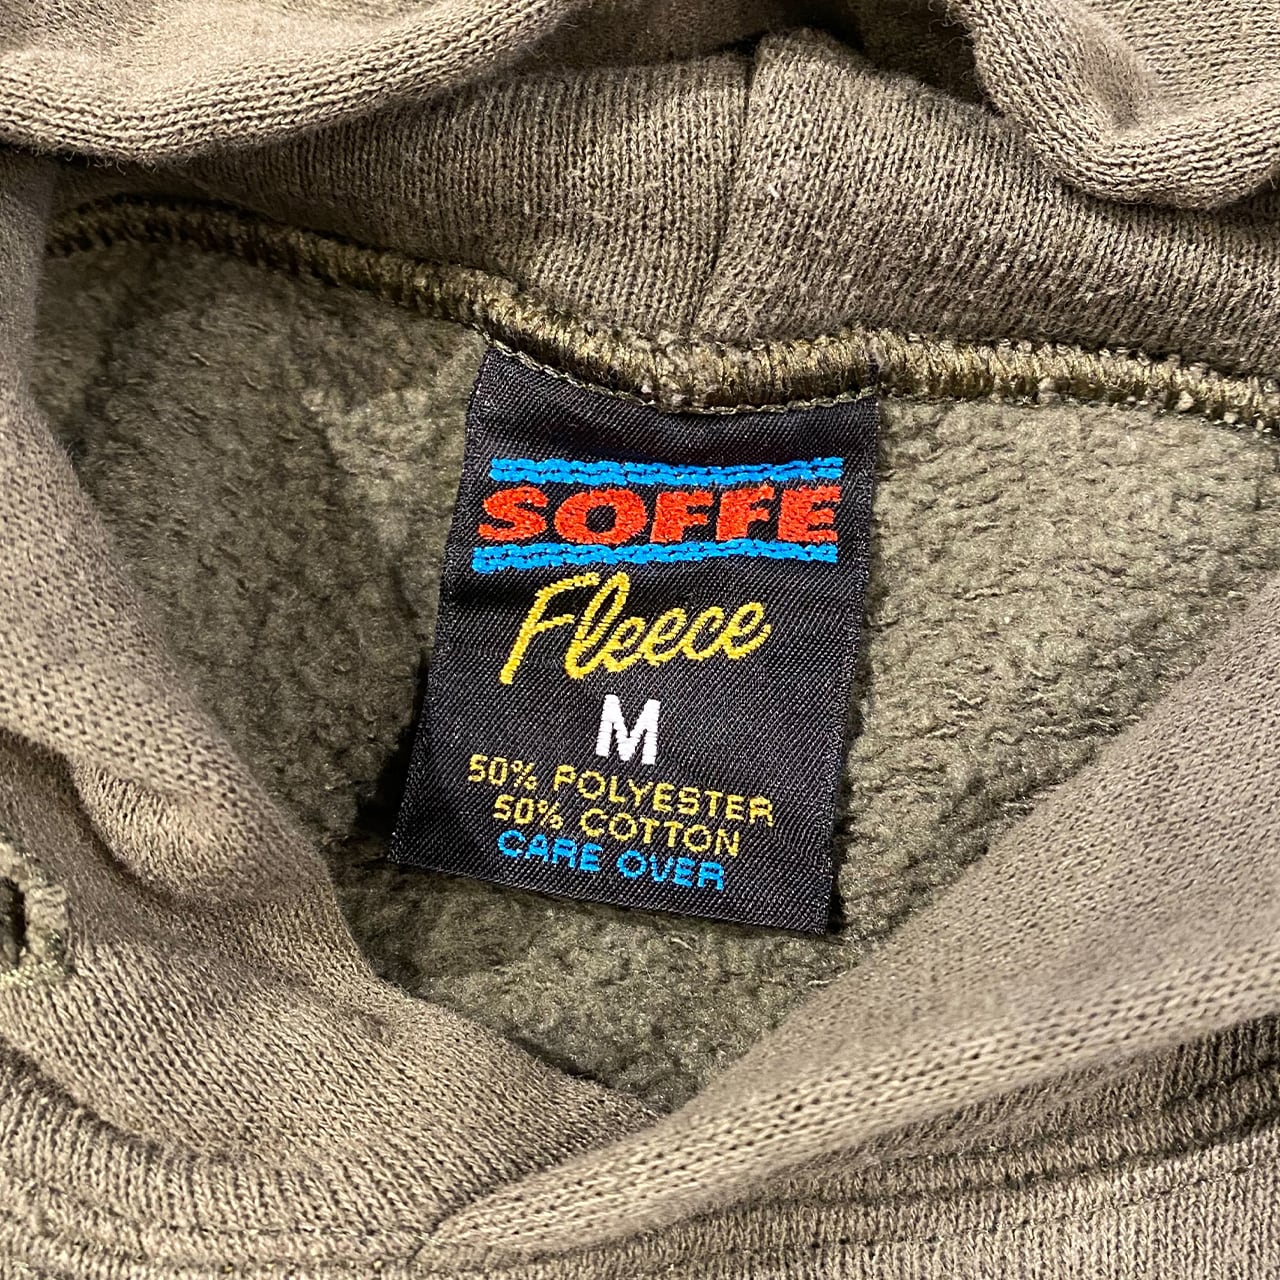 SOFFE
Fleece
M
50% POLYESTER
50% COTTON
CARE OVER